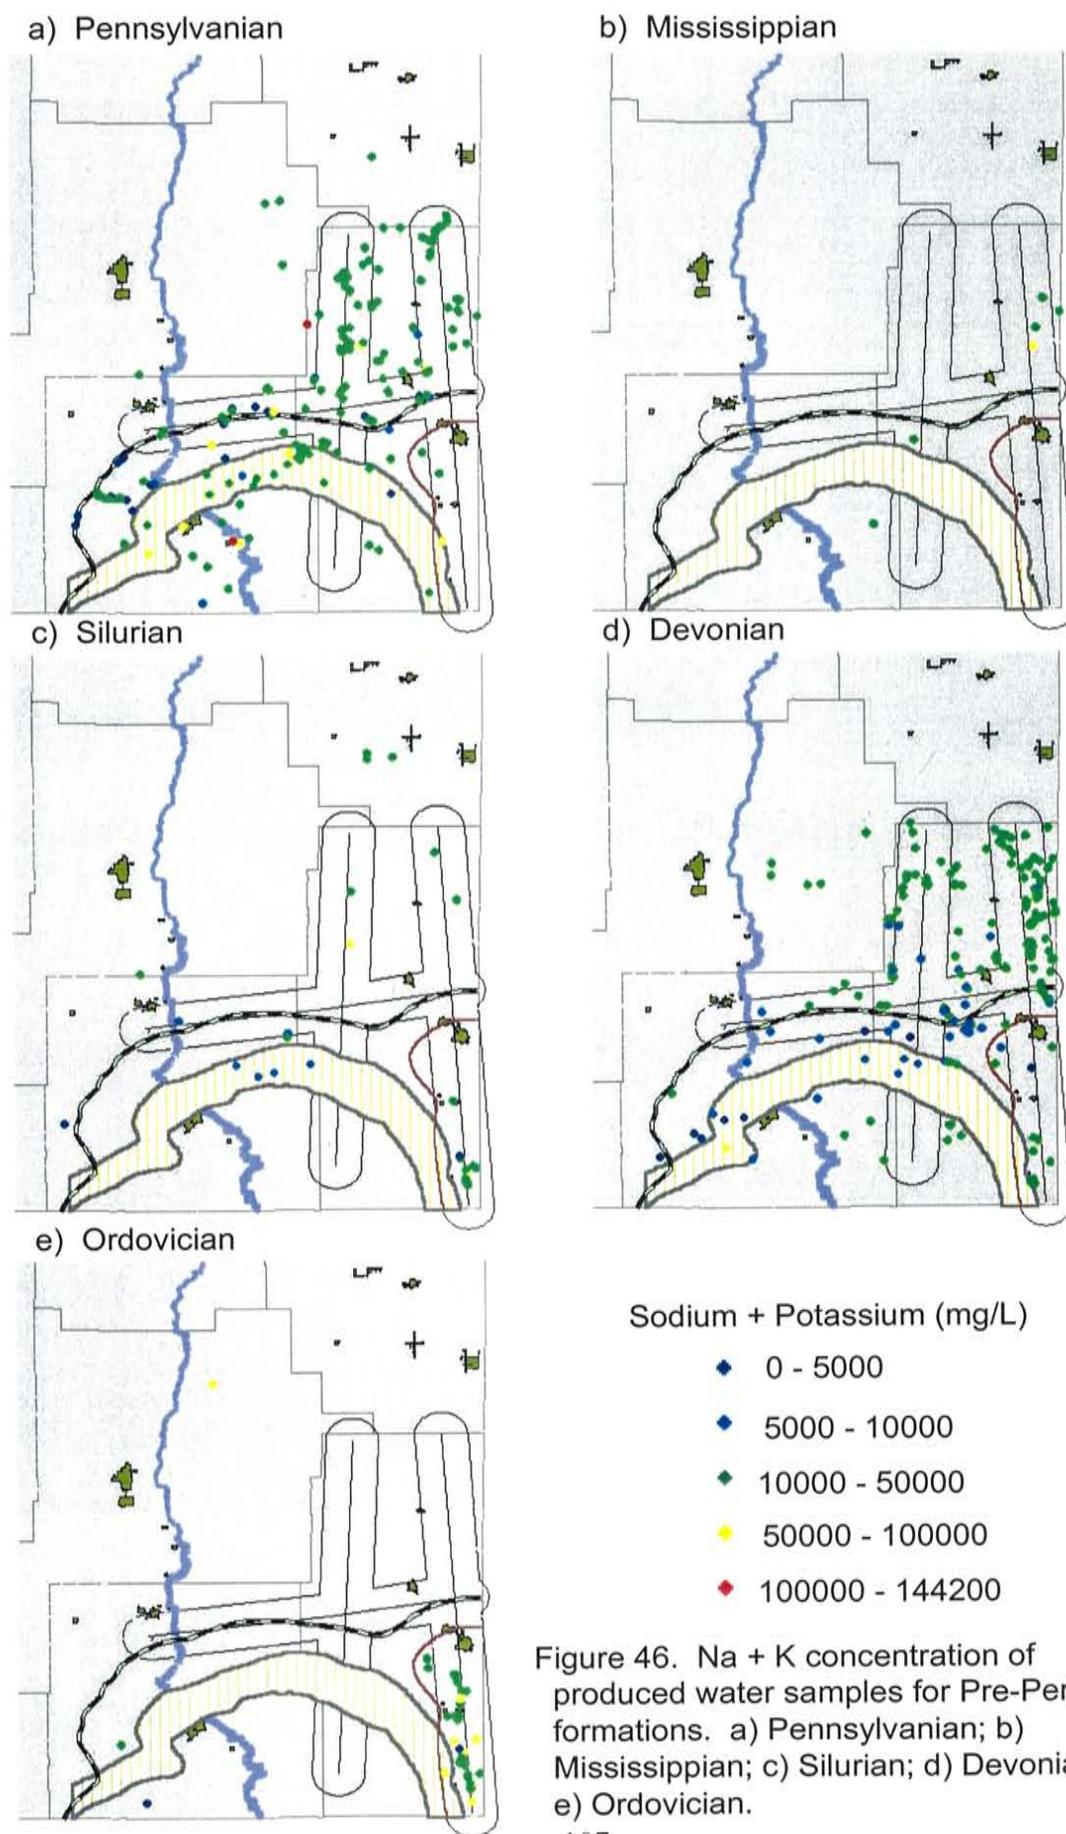 a) Pennsylvanian
b) Mississippian
c) Silurian
d) Devonian
e) Ordovician
Sodium + Potassium (mg/L)
0 - 5000
5000 - 10000
10000 - 50000
50000 - 100000
100000 - 144200
Figure 46. Na + K concentration of
produced water samples for Pre-Per
formations. a) Pennsylvanian; b)
Mississippian; c) Silurian; d) Devonia
e) Ordovician.